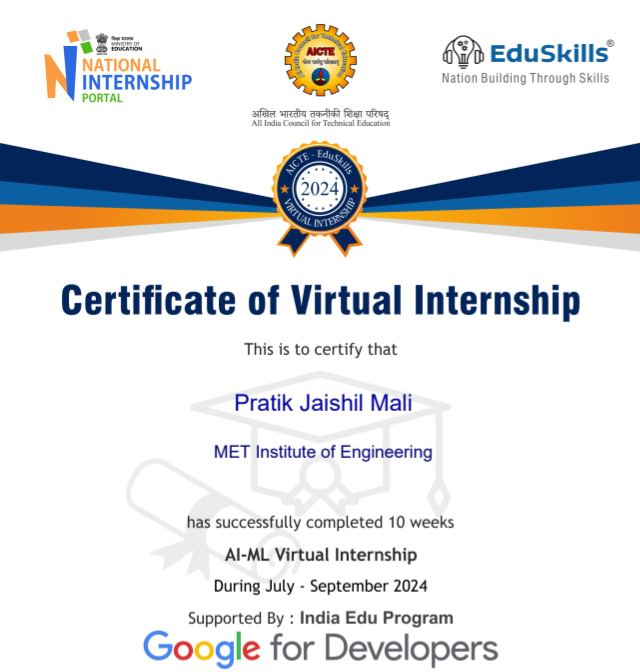 शिक्षा मंत्रालय
MINISTRY OF
EDUCATION
NATIONAL
INTERNSHIP
PORTAL
AICTE
अखिल भारतीय तकनीकी शिक्षा परिषद्
All India Council for Technical Education
EduSkills®
Nation Building Through Skills
AICTE - EduSkills
2024
VIRTUAL INTERNSHIP
Certificate of Virtual Internship
This is to certify that
Pratik Jaishil Mali
MET Institute of Engineering
has successfully completed 10 weeks
AI-ML Virtual Internship
During July - September 2024
Supported By : India Edu Program
Google for Developers